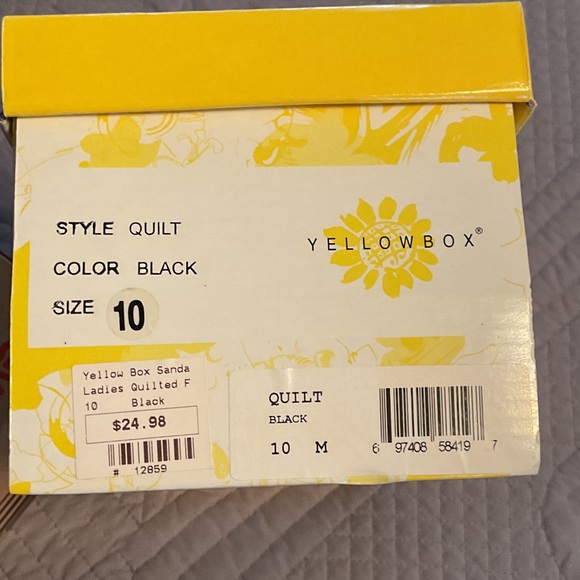 STYLE QUILT
COLOR BLACK
SIZE 10
YELLOWBOX®
Yellow Box Sanda
Ladies Quilted F
10 Black
$24.98
# 12859
QUILT
BLACK
10 M
6 97408 58419 7